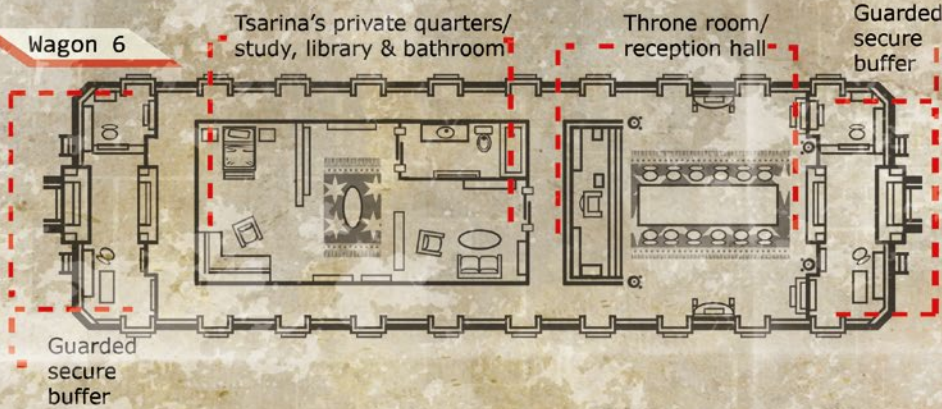 Wagon 6
Tsarina's private quarters/
study, library & bathroom
Throne room/
reception hall
Guarded
secure
buffer
Guarded
secure
buffer